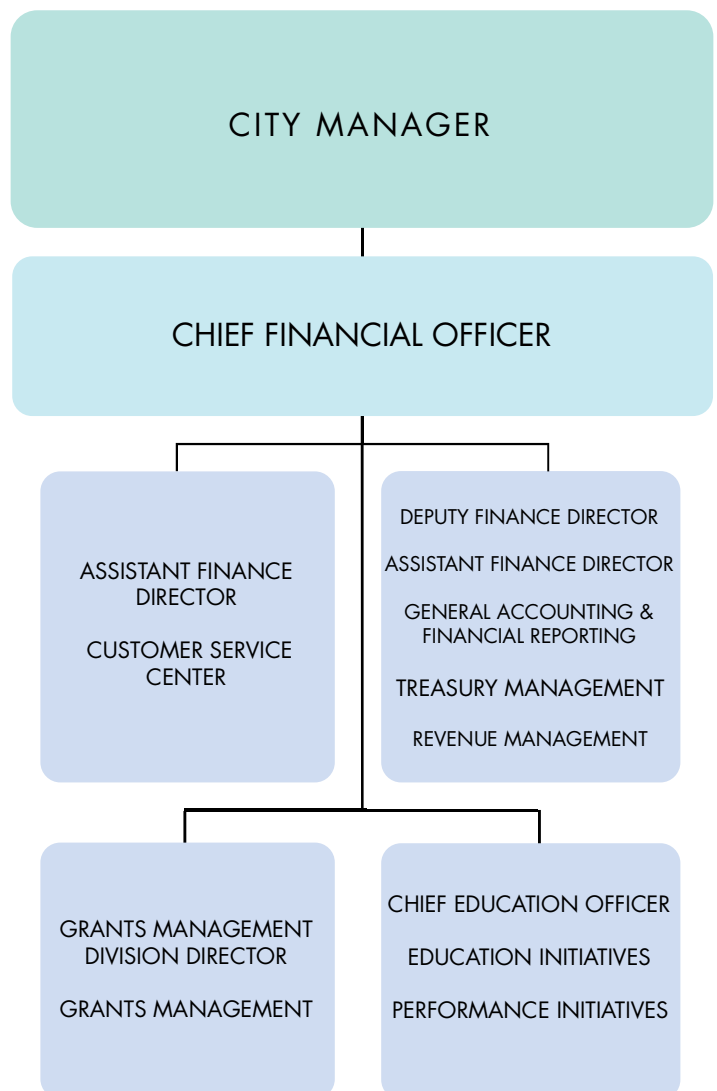 CITY MANAGER
CHIEF FINANCIAL OFFICER
ASSISTANT FINANCE
DIRECTOR
CUSTOMER SERVICE
CENTER
DEPUTY FINANCE DIRECTOR
ASSISTANT FINANCE DIRECTOR
GENERAL ACCOUNTING &
FINANCIAL REPORTING
TREASURY MANAGEMENT
REVENUE MANAGEMENT
GRANTS MANAGEMENT
DIVISION DIRECTOR
GRANTS MANAGEMENT
CHIEF EDUCATION OFFICER
EDUCATION INITIATIVES
PERFORMANCE INITIATIVES